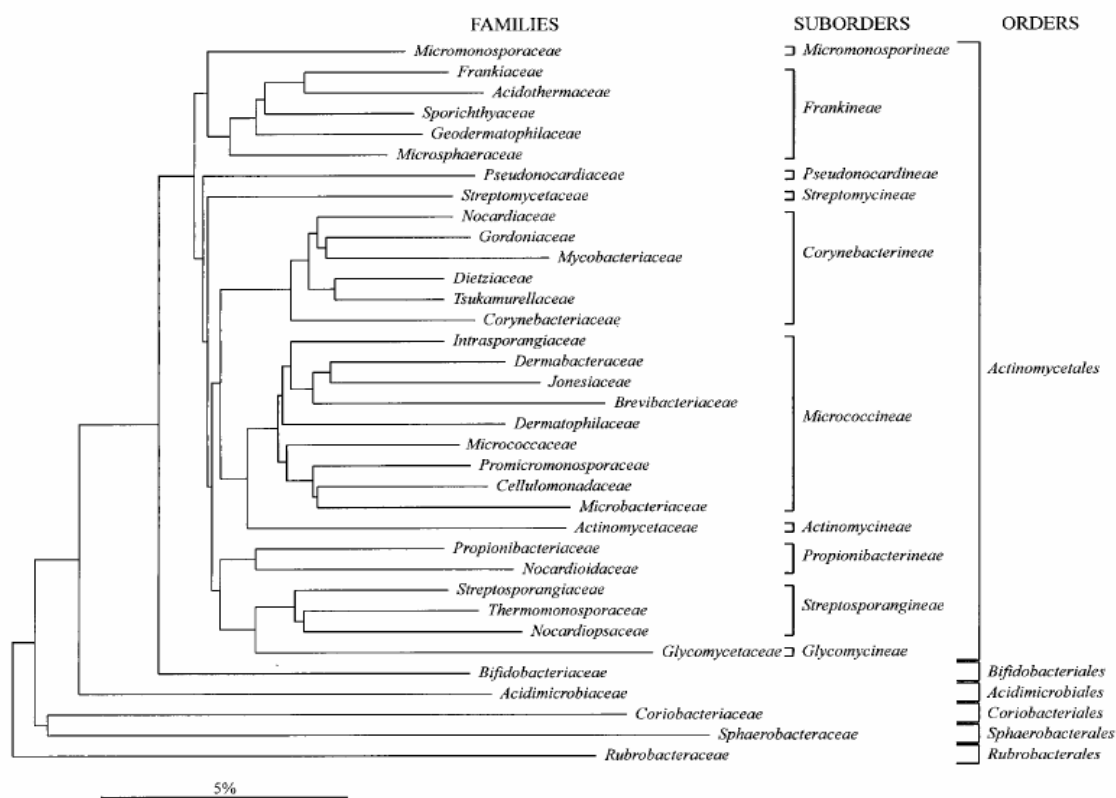 FAMILIES SUBORDERS ORDERS
Micromonosporaceae Micromonosporineae
Frankiaceae
Acidothermaceae
Sporichthyaceae Frankineae
Geodermatophilaceae
Microsphaeraceae
Pseudonocardiaceae Pseudonocardineae
Streptomycetaceae Streptomycineae
Nocardiaceae
Gordoniaceae
Mycobacteriaceae Corynebacterineae
Dietziaceae
Tsukamurellaceae
Corynebacteriaceae
Intrasporangiaceae
Dermabacteraceae Actinomycetales
Jonesiaceae
Brevibacteriaceae
Dermatophilaceae Micrococcineae
Micrococcaceae
Promicromonosporaceae
Cellulomonadaceae
Microbacteriaceae
Actinomycetaceae Actinomycineae
Propionibacteriaceae Propionibacterineae
Nocardioidaceae
Streptosporangiaceae Streptosporangineae
Thermomonosporaceae
Nocardiopsaceae
Glycomycetaceae Glycomycineae
Bifidobacteriaceae Bifidobacteriales
Acidimicrobiaceae Acidimicrobiales
Coriobacteriaceae Coriobacteriales
Sphaerobacteraceae Sphaerobacterales
Rubrobacteraceae Rubrobacterales
5%